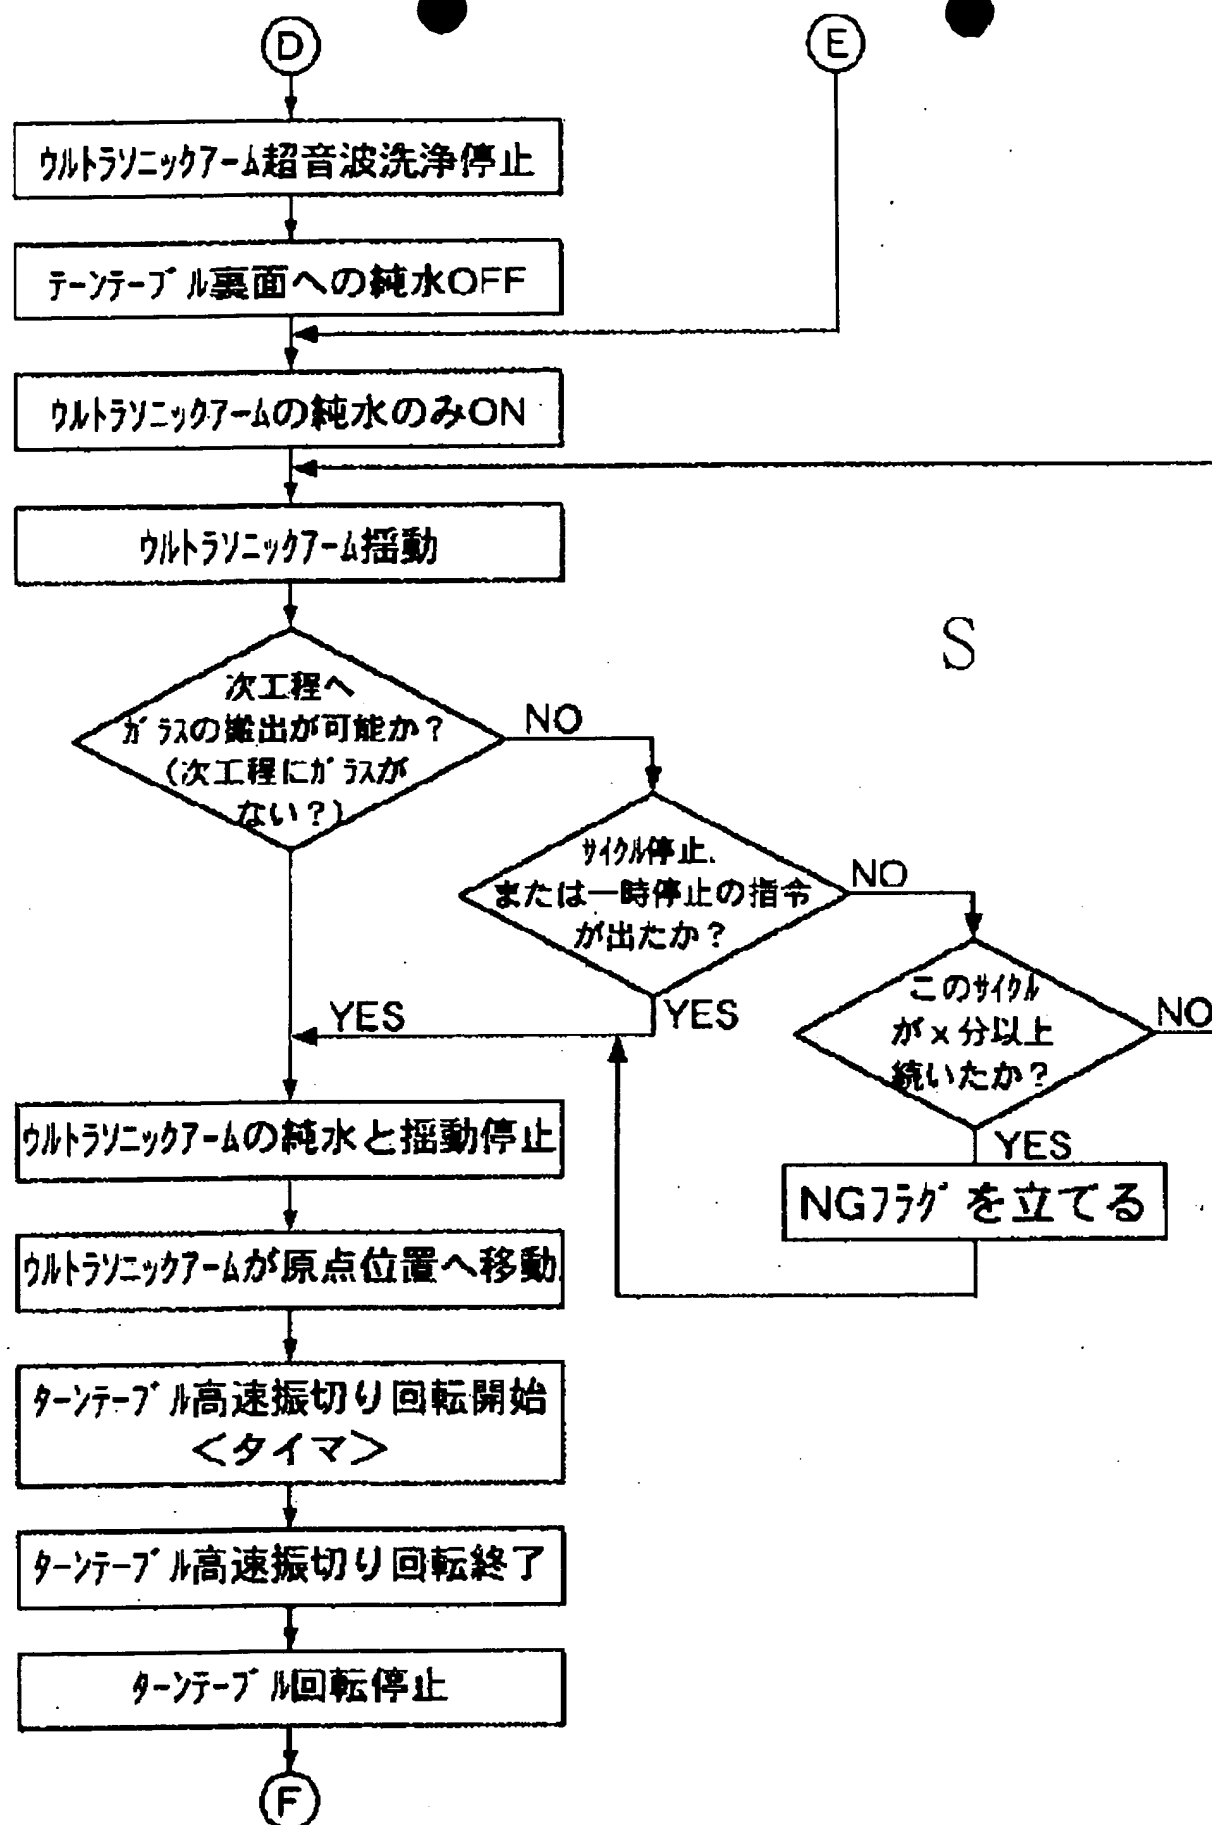 D
E
ウルトラソニックアーム超音波洗浄停止
テーンテーブル裏面への純水OFF
ウルトラソニックアームの純水のみON
ウルトラソニックアーム揺動
S
次工程へ
ガラスの搬出が可能か?
(次工程にガラスが
ない?)
NO
サイクル停止、
または一時停止の指令
が出たか?
NO
このサイクル
が×分以上
続いたか?
NO
YES
YES
YES
NGフラグを立てる
ウルトラソニックアームの純水と揺動停止
ウルトラソニックアームが原点位置へ移動
ターンテーブル高速振切り回転開始
<タイマ>
ターンテーブル高速振切り回転終了
ターンテーブル回転停止
F